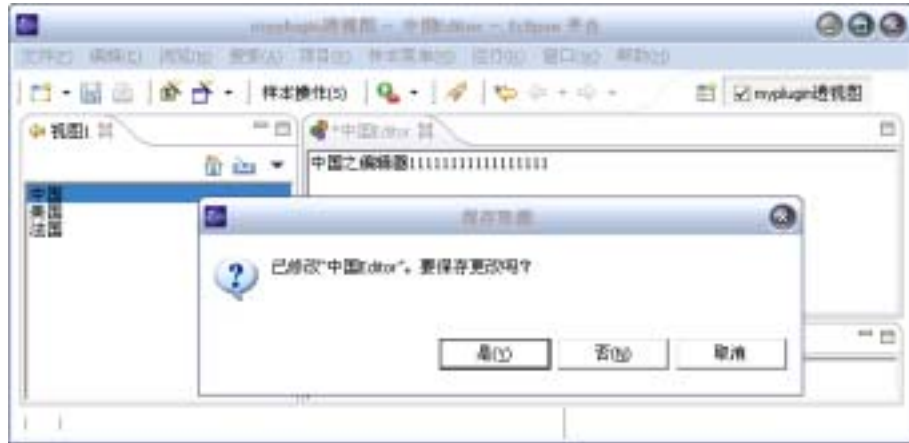 myplugin透视图 - 中国Editor - Eclipse 平台
文件(F) 编辑(E) 浏览(N) 搜索(A) 项目(P) 样本菜单(M) 运行(R) 窗口(W) 帮助(H)
样本操作(S) myplugin透视图
视图1
*中国Editor
中国之编辑器111111111111111111
中国
美国
法国
保存资源
已修改“中国Editor”。要保存更改吗?
是(Y) 否(N) 取消